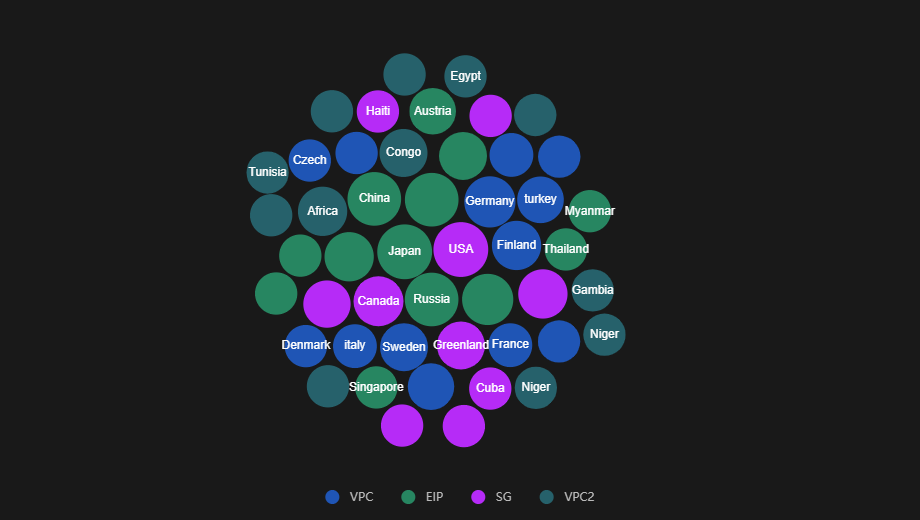 Egypt
Haiti
Austria
Congo
Czech
Tunisia
China
Germany
turkey
Africa
Myanmar
USA
Finland
Thailand
Japan
Gambia
Canada
Russia
Niger
Denmark
italy
Sweden
Greenland
France
Singapore
Cuba
Niger
VPC
EIP
SG
VPC2